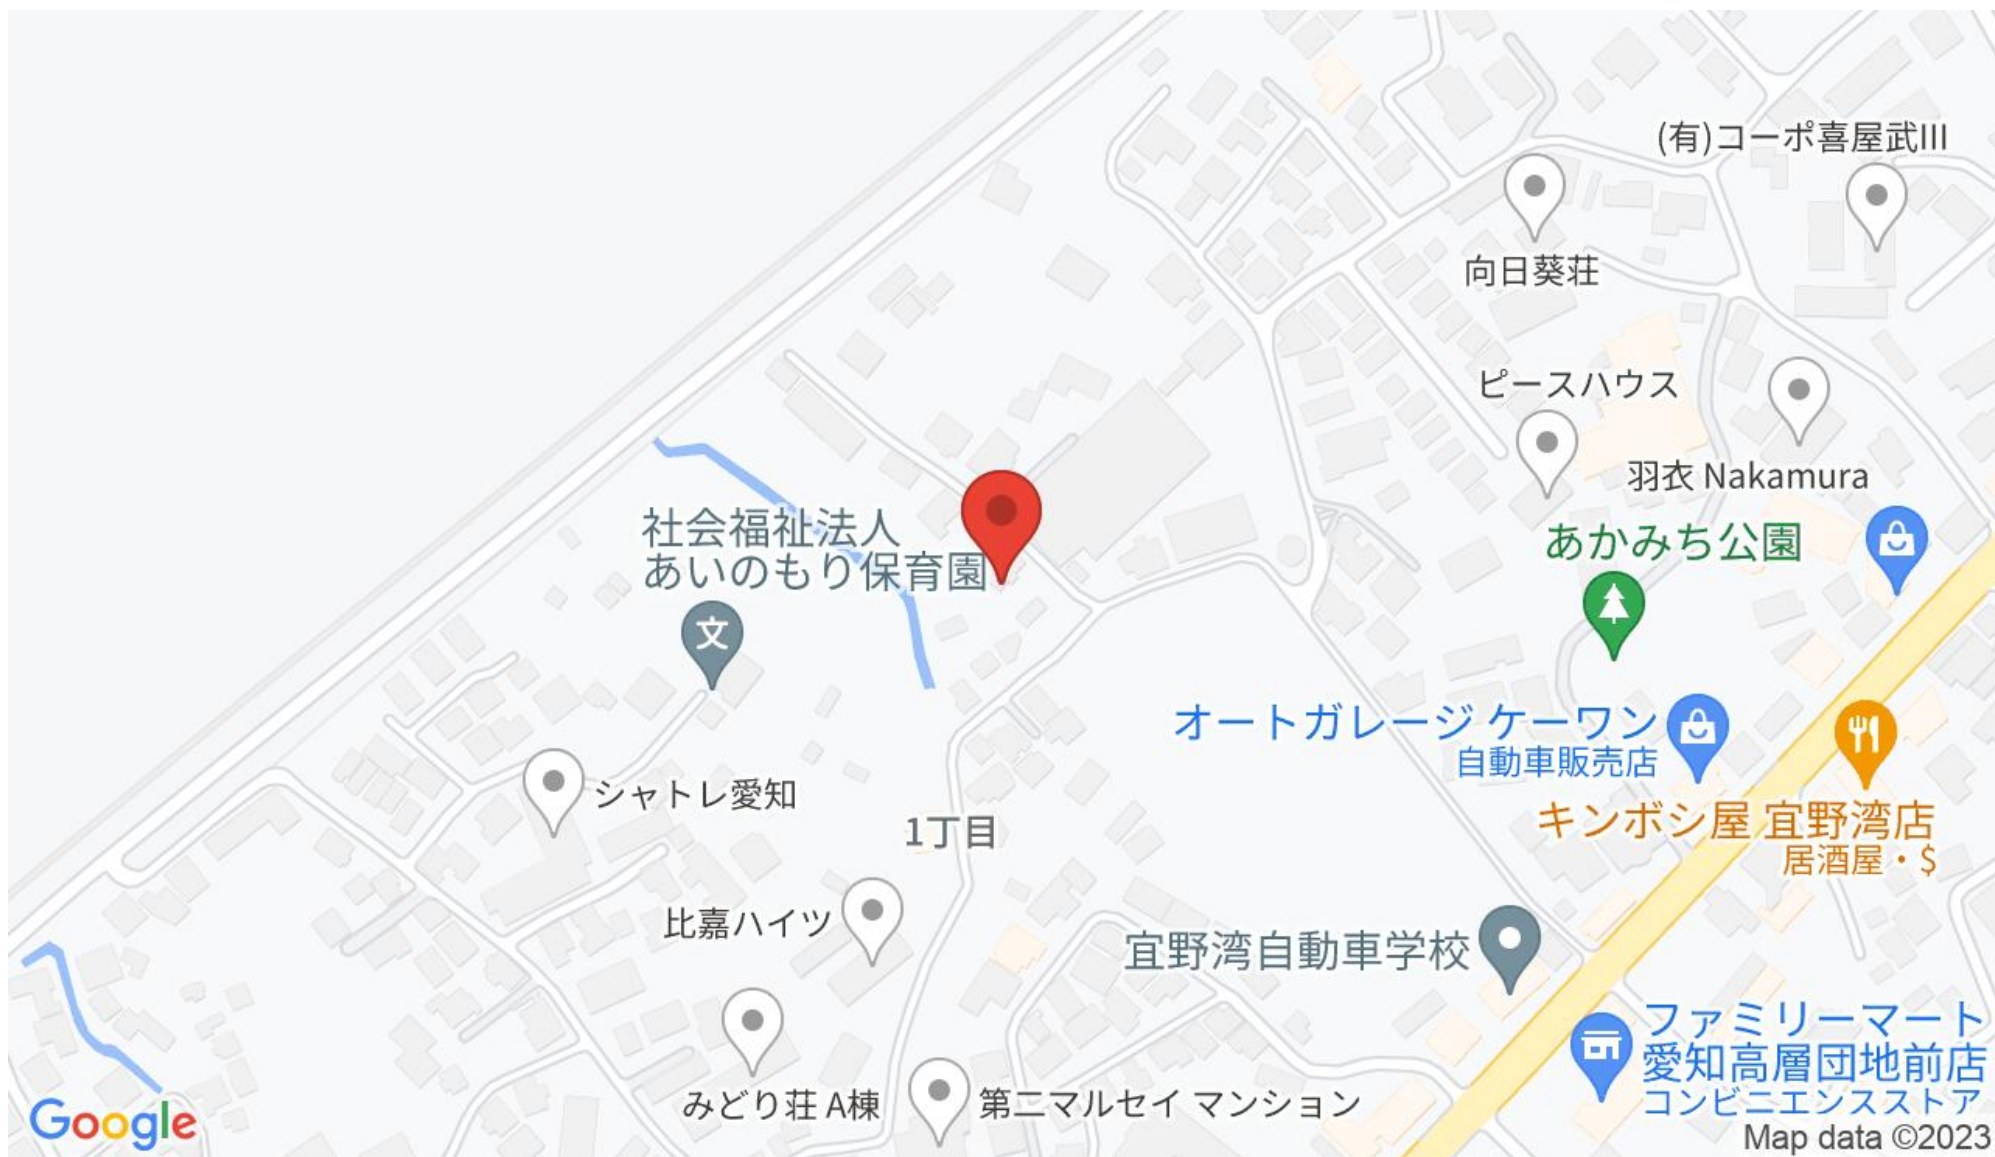 (有)コーポ喜屋武III
向日葵荘
ピースハウス
羽衣 Nakamura
社会福祉法人
あいのもり保育園
文
あかみち公園
オートガレージ ケーワン
自動車販売店
シャトレ愛知
キンボシ屋 宜野湾店
居酒屋・$
1丁目
比嘉ハイツ
宜野湾自動車学校
ファミリーマート
愛知高層団地前店
コンビニエンスストア
みどり荘 A棟
第二マルセイ マンション
Google
Map data ©2023